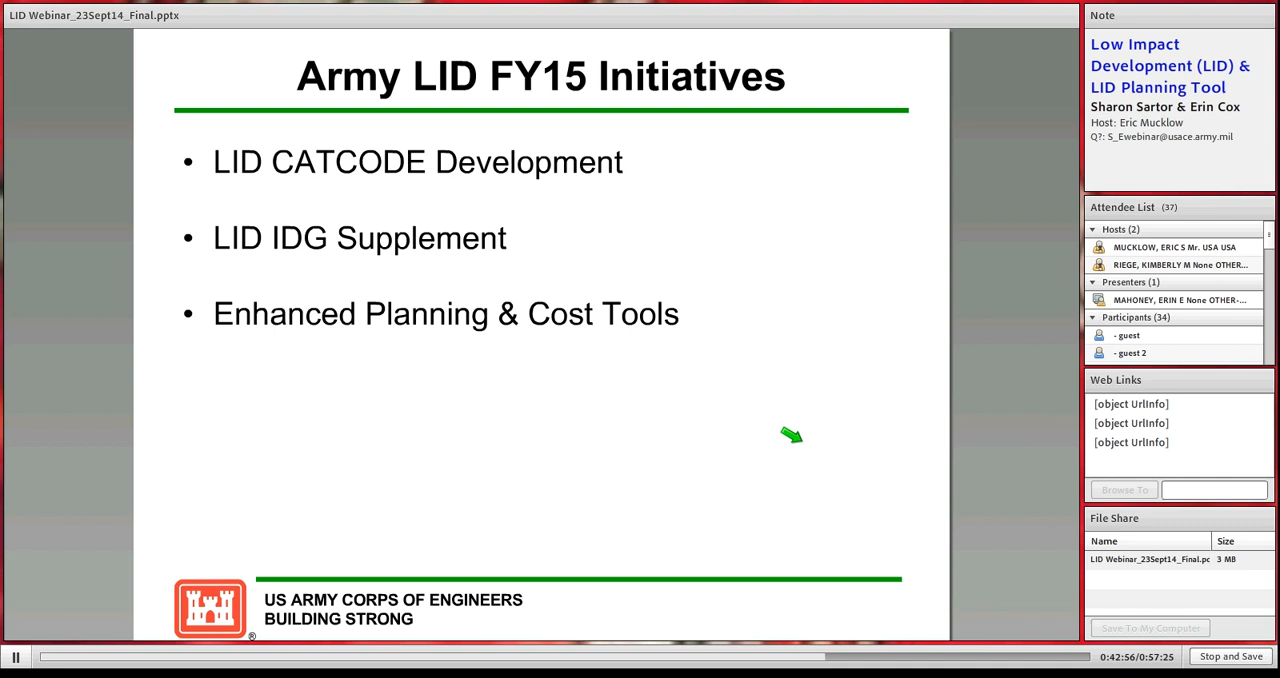 LID Webinar_23Sept14_Final.pptx
Army LID FY15 Initiatives
• LID CATCODE Development
• LID IDG Supplement
• Enhanced Planning & Cost Tools
US ARMY CORPS OF ENGINEERS
BUILDING STRONG
®
Note
Low Impact
Development (LID) &
LID Planning Tool
Sharon Sartor & Erin Cox
Host: Eric Mucklow
Q?: S_Ewebinar@usace.army.mil
Attendee List (37)
Hosts (2)
MUCKLOW, ERIC S Mr. USA USA
RIEGE, KIMBERLY M None OTHER...
Presenters (1)
MAHONEY, ERIN E None OTHER-...
Participants (34)
- guest
- guest 2
Web Links
[object UrlInfo]
[object UrlInfo]
[object UrlInfo]
Browse To
File Share
Name Size
LID Webinar_23Sept14_Final.pc 3 MB
Save To My Computer
0:42:56/0:57:25
Stop and Save